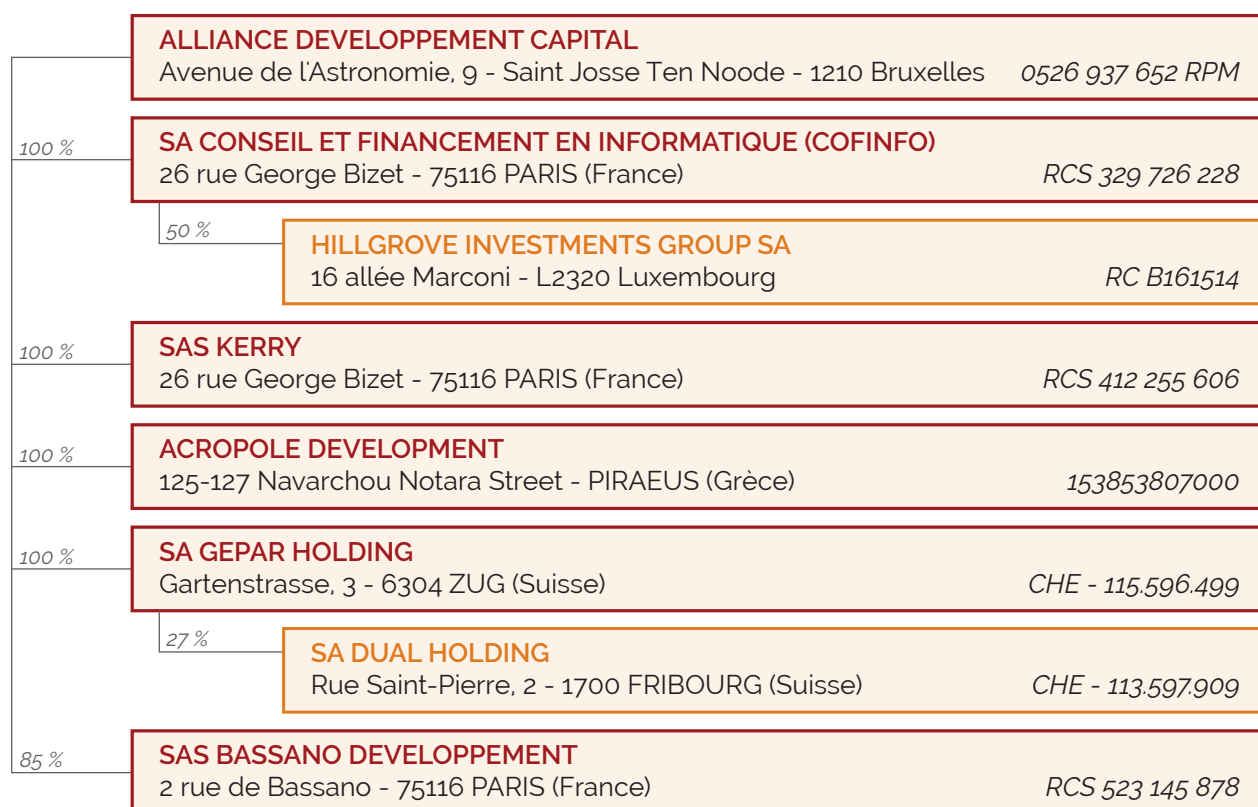 ALLIANCE DEVELOPPEMENT CAPITAL
Avenue de l'Astronomie, 9 - Saint Josse Ten Noode - 1210 Bruxelles 0526 937 652 RPM
100 %
SA CONSEIL ET FINANCEMENT EN INFORMATIQUE (COFINFO)
26 rue George Bizet - 75116 PARIS (France) RCS 329 726 228
50 %
HILLGROVE INVESTMENTS GROUP SA
16 allée Marconi - L2320 Luxembourg RC B161514
100 %
SAS KERRY
26 rue George Bizet - 75116 PARIS (France) RCS 412 255 606
100 %
ACROPOLE DEVELOPMENT
125-127 Navarchou Notara Street - PIRAEUS (Grèce) 153853807000
100 %
SA GEPAR HOLDING
Gartenstrasse, 3 - 6304 ZUG (Suisse) CHE - 115.596.499
27 %
SA DUAL HOLDING
Rue Saint-Pierre, 2 - 1700 FRIBOURG (Suisse) CHE - 113.597.909
85 %
SAS BASSANO DEVELOPPEMENT
2 rue de Bassano - 75116 PARIS (France) RCS 523 145 878